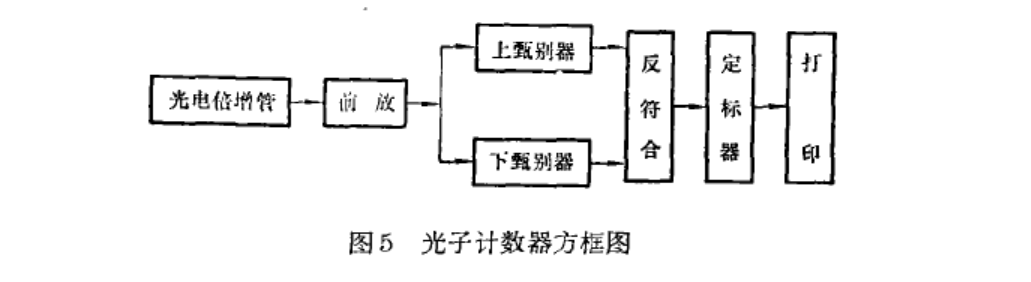 光电倍增管
前放
上甄别器
下甄别器
反符合
定标器
打印
图5 光子计数器方框图